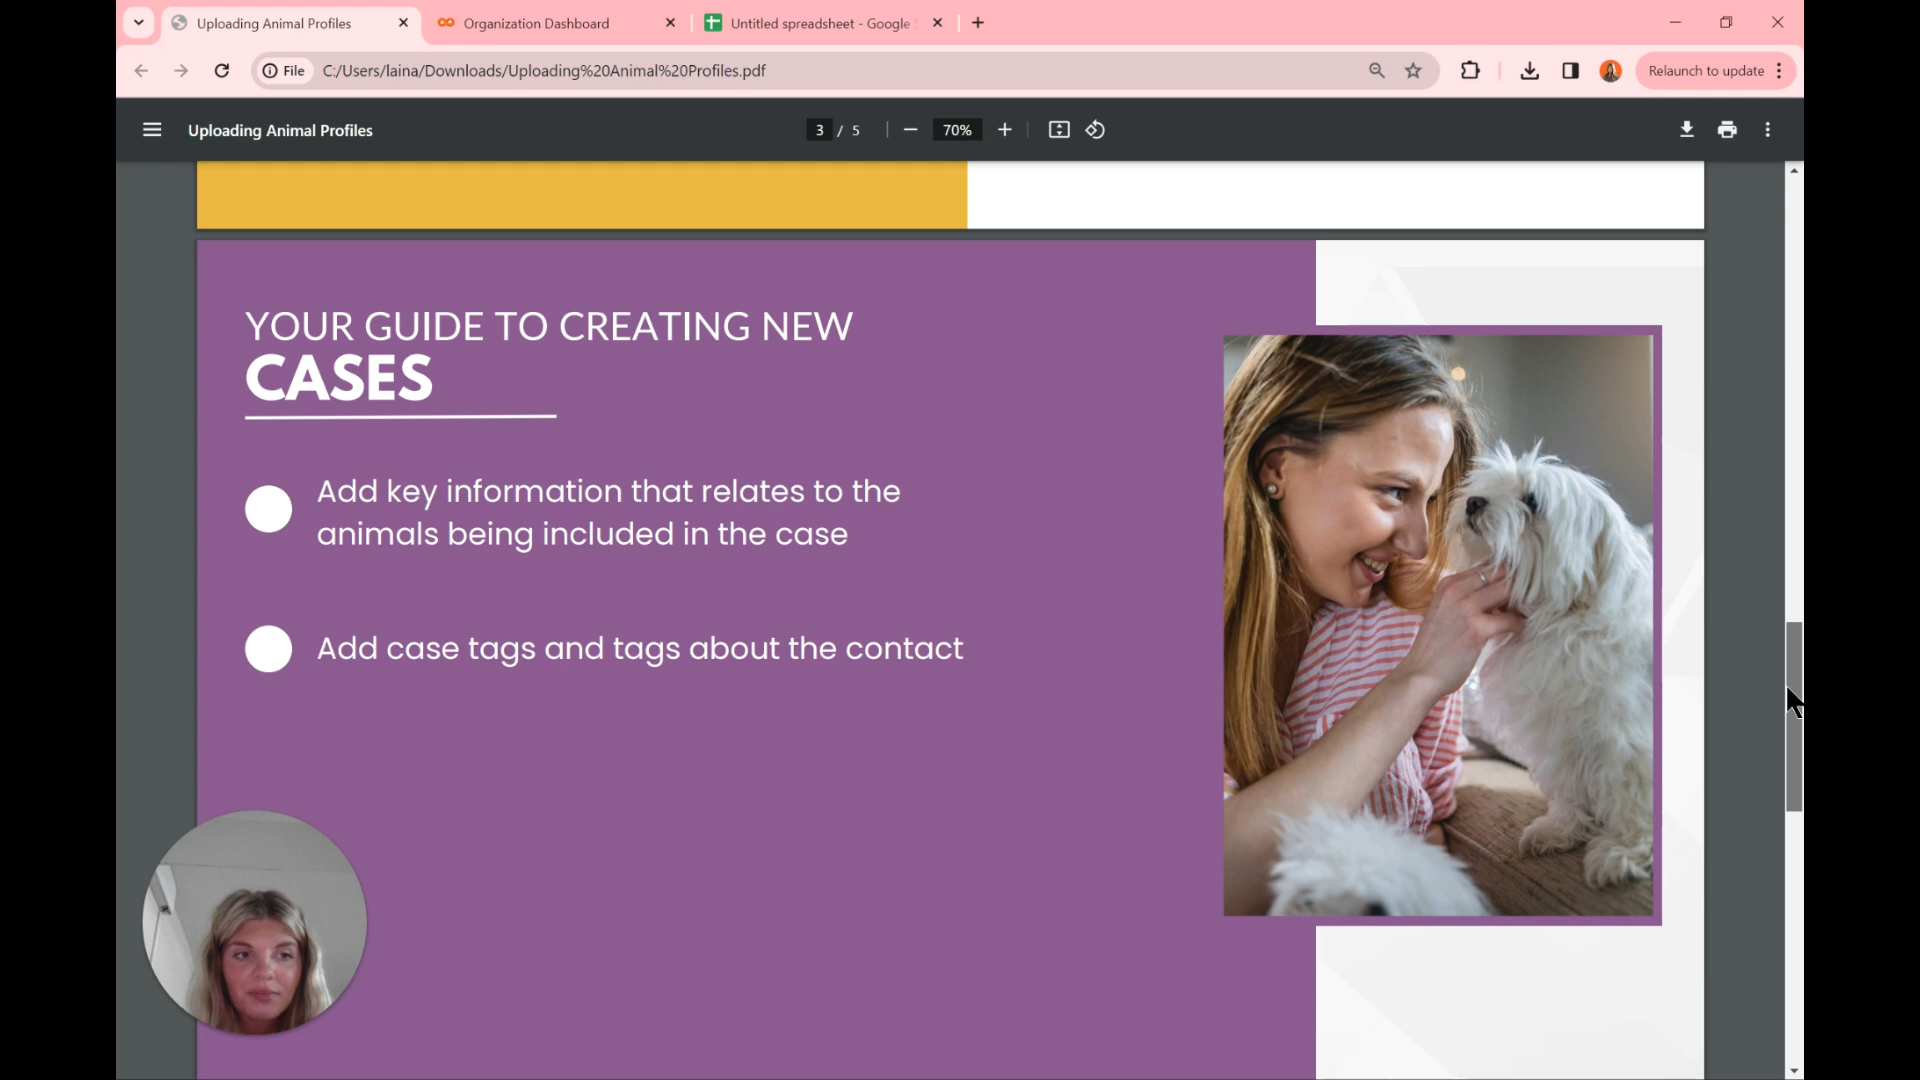 Uploading Animal Profiles
Organization Dashboard
Untitled spreadsheet - Google
File
C:/Users/laina/Downloads/Uploading%20Animal%20Profiles.pdf
Relaunch to update
Uploading Animal Profiles
3 / 5
70%
YOUR GUIDE TO CREATING NEW
CASES
Add key information that relates to the
animals being included in the case
Add case tags and tags about the contact